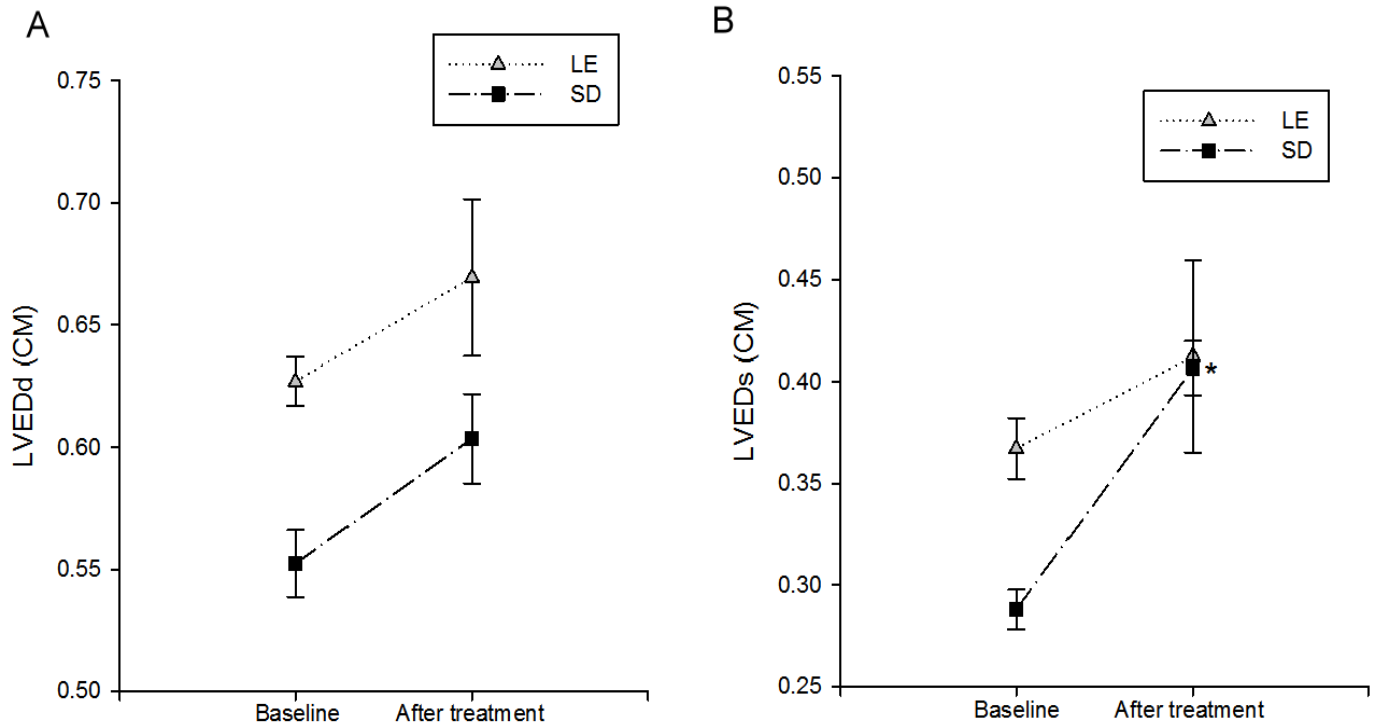 A
LE
SD
0.75
0.70
0.65
0.60
0.55
0.50
LVEDd (CM)
Baseline
After treatment
B
LE
SD
0.55
0.50
0.45
0.40
0.35
0.30
0.25
LVEDs (CM)
*
Baseline
After treatment